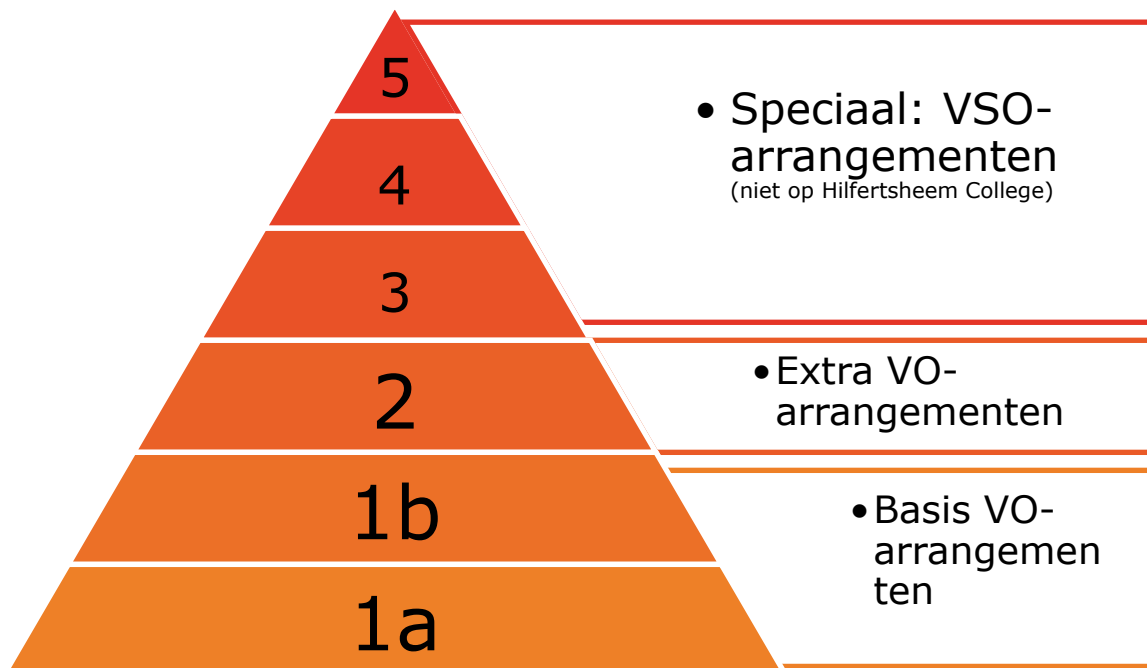 5
4
3
2
1b
1a
• Speciaal: VSO-
arrangementen
(niet op Hilfertsheem College)
• Extra VO-
arrangementen
• Basis VO-
arrangemen
ten